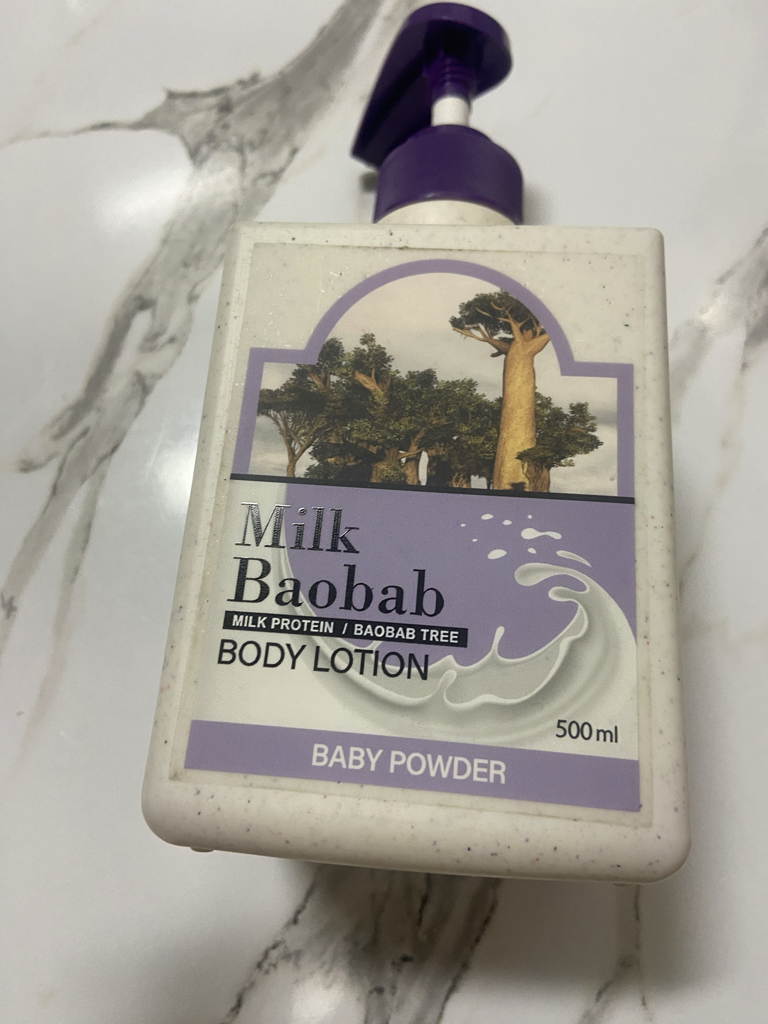 Milk
Baobab
MILK PROTEIN / BAOBAB TREE
BODY LOTION
500ml
BABY POWDER